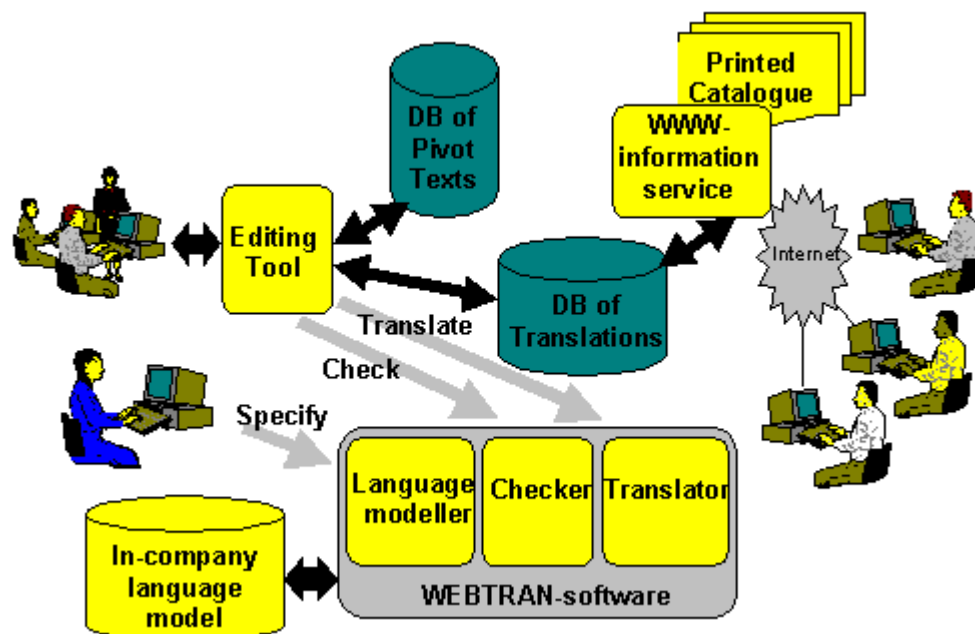 Printed
Catalogue
WWW-
information
service
DB of
Pivot
Texts
Editing
Tool
Internet
DB of
Translations
Translate
Check
Specify
Language
modeller
Checker
Translator
WEBTRAN-software
In-company
language
model